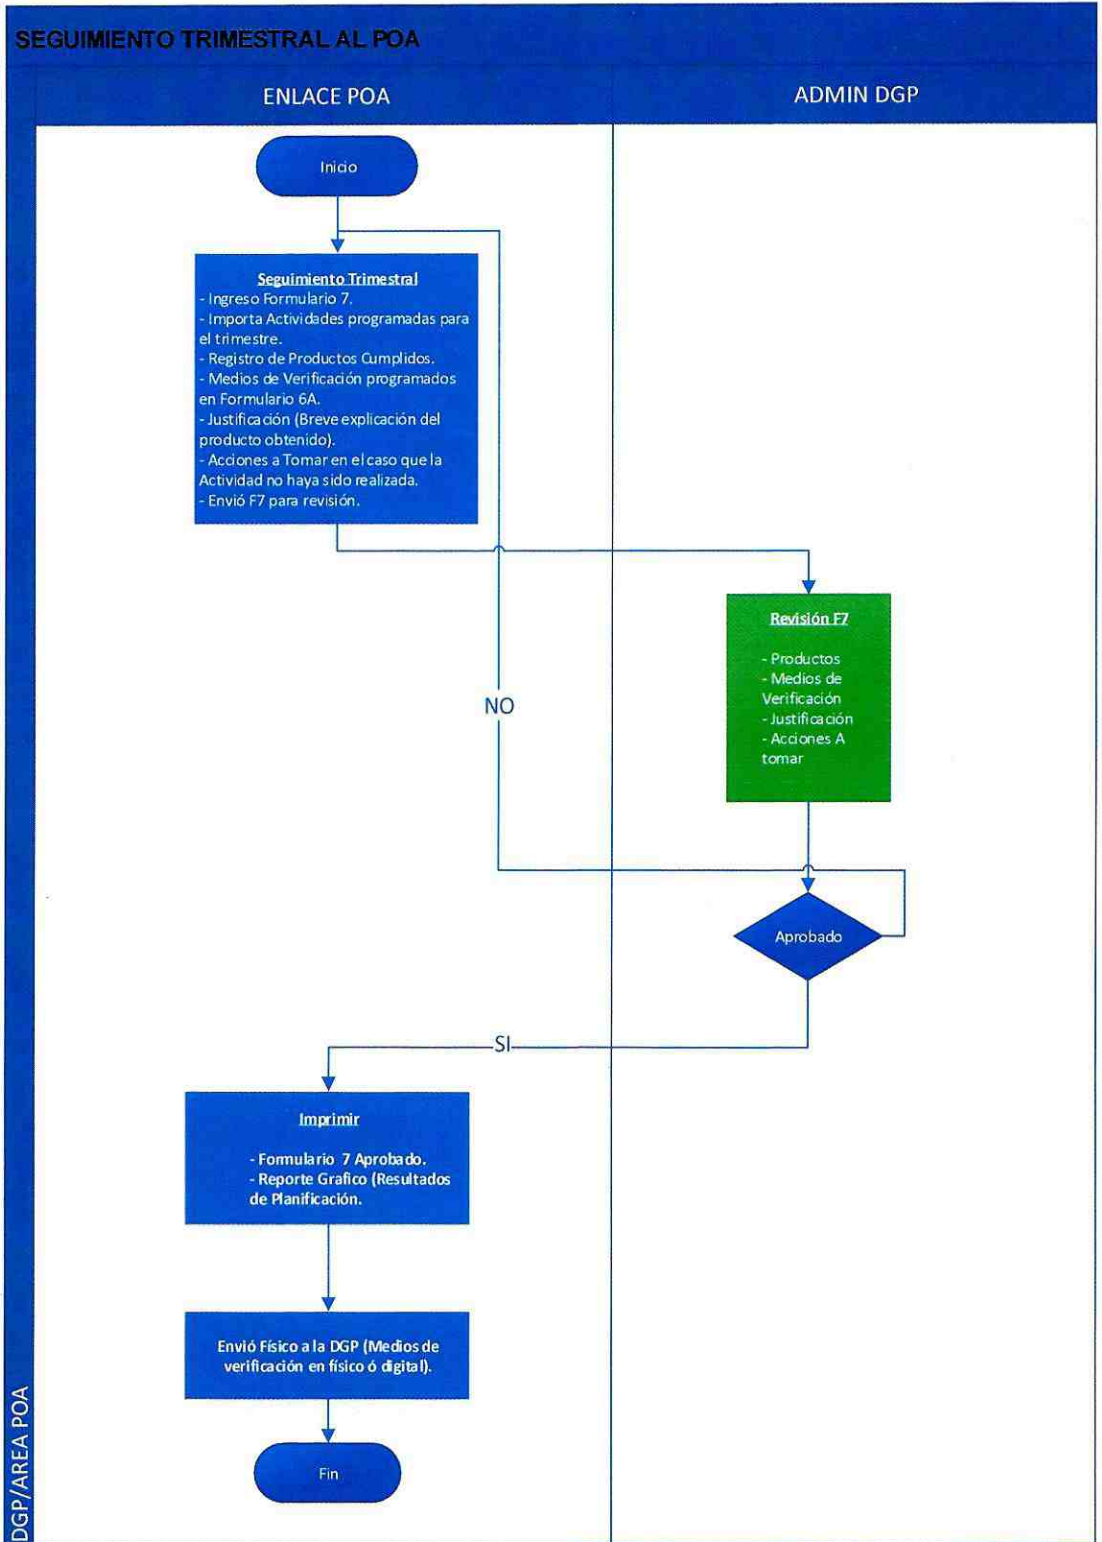 SEGUIMIENTO TRIMESTRAL AL POA
ENLACE POA
ADMIN DGP
Inicio
Seguimiento Trimestral
- Ingreso Formulario 7.
- Importa Actividades programadas para
el trimestre.
- Registro de Productos Cumplidos.
- Medios de Verificación programados
en Formulario 6A.
- Justificación (Breve explicación del
producto obtenido).
- Acciones a Tomar en el caso que la
Actividad no haya sido realizada.
- Envió F7 para revisión.
Revisión F7
- Productos
- Medios de
Verificación
- Justificación
- Acciones A
tomar
NO
Aprobado
SI
Imprimir
- Formulario 7 Aprobado.
- Reporte Grafico (Resultados
de Planificación.
Envió Físico a la DGP (Medios de
verificación en físico ó digital).
Fin
DGP/AREA POA